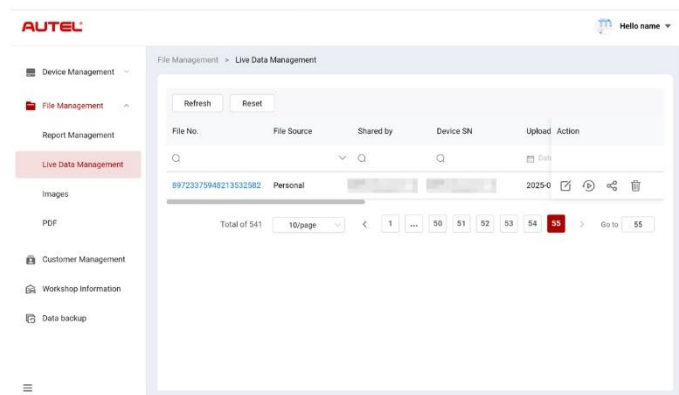 AUTEL
Hello name
Device Management
File Management
Report Management
Live Data Management
Images
PDF
Customer Management
Workshop Information
Data backup
File Management > Live Data Management
Refresh Reset
File No. File Source Shared by Device SN Upload Action
89723375948213532582 Personal 2025-0
Total of 541 10/page 1 ... 50 51 52 53 54 55 Go to 55